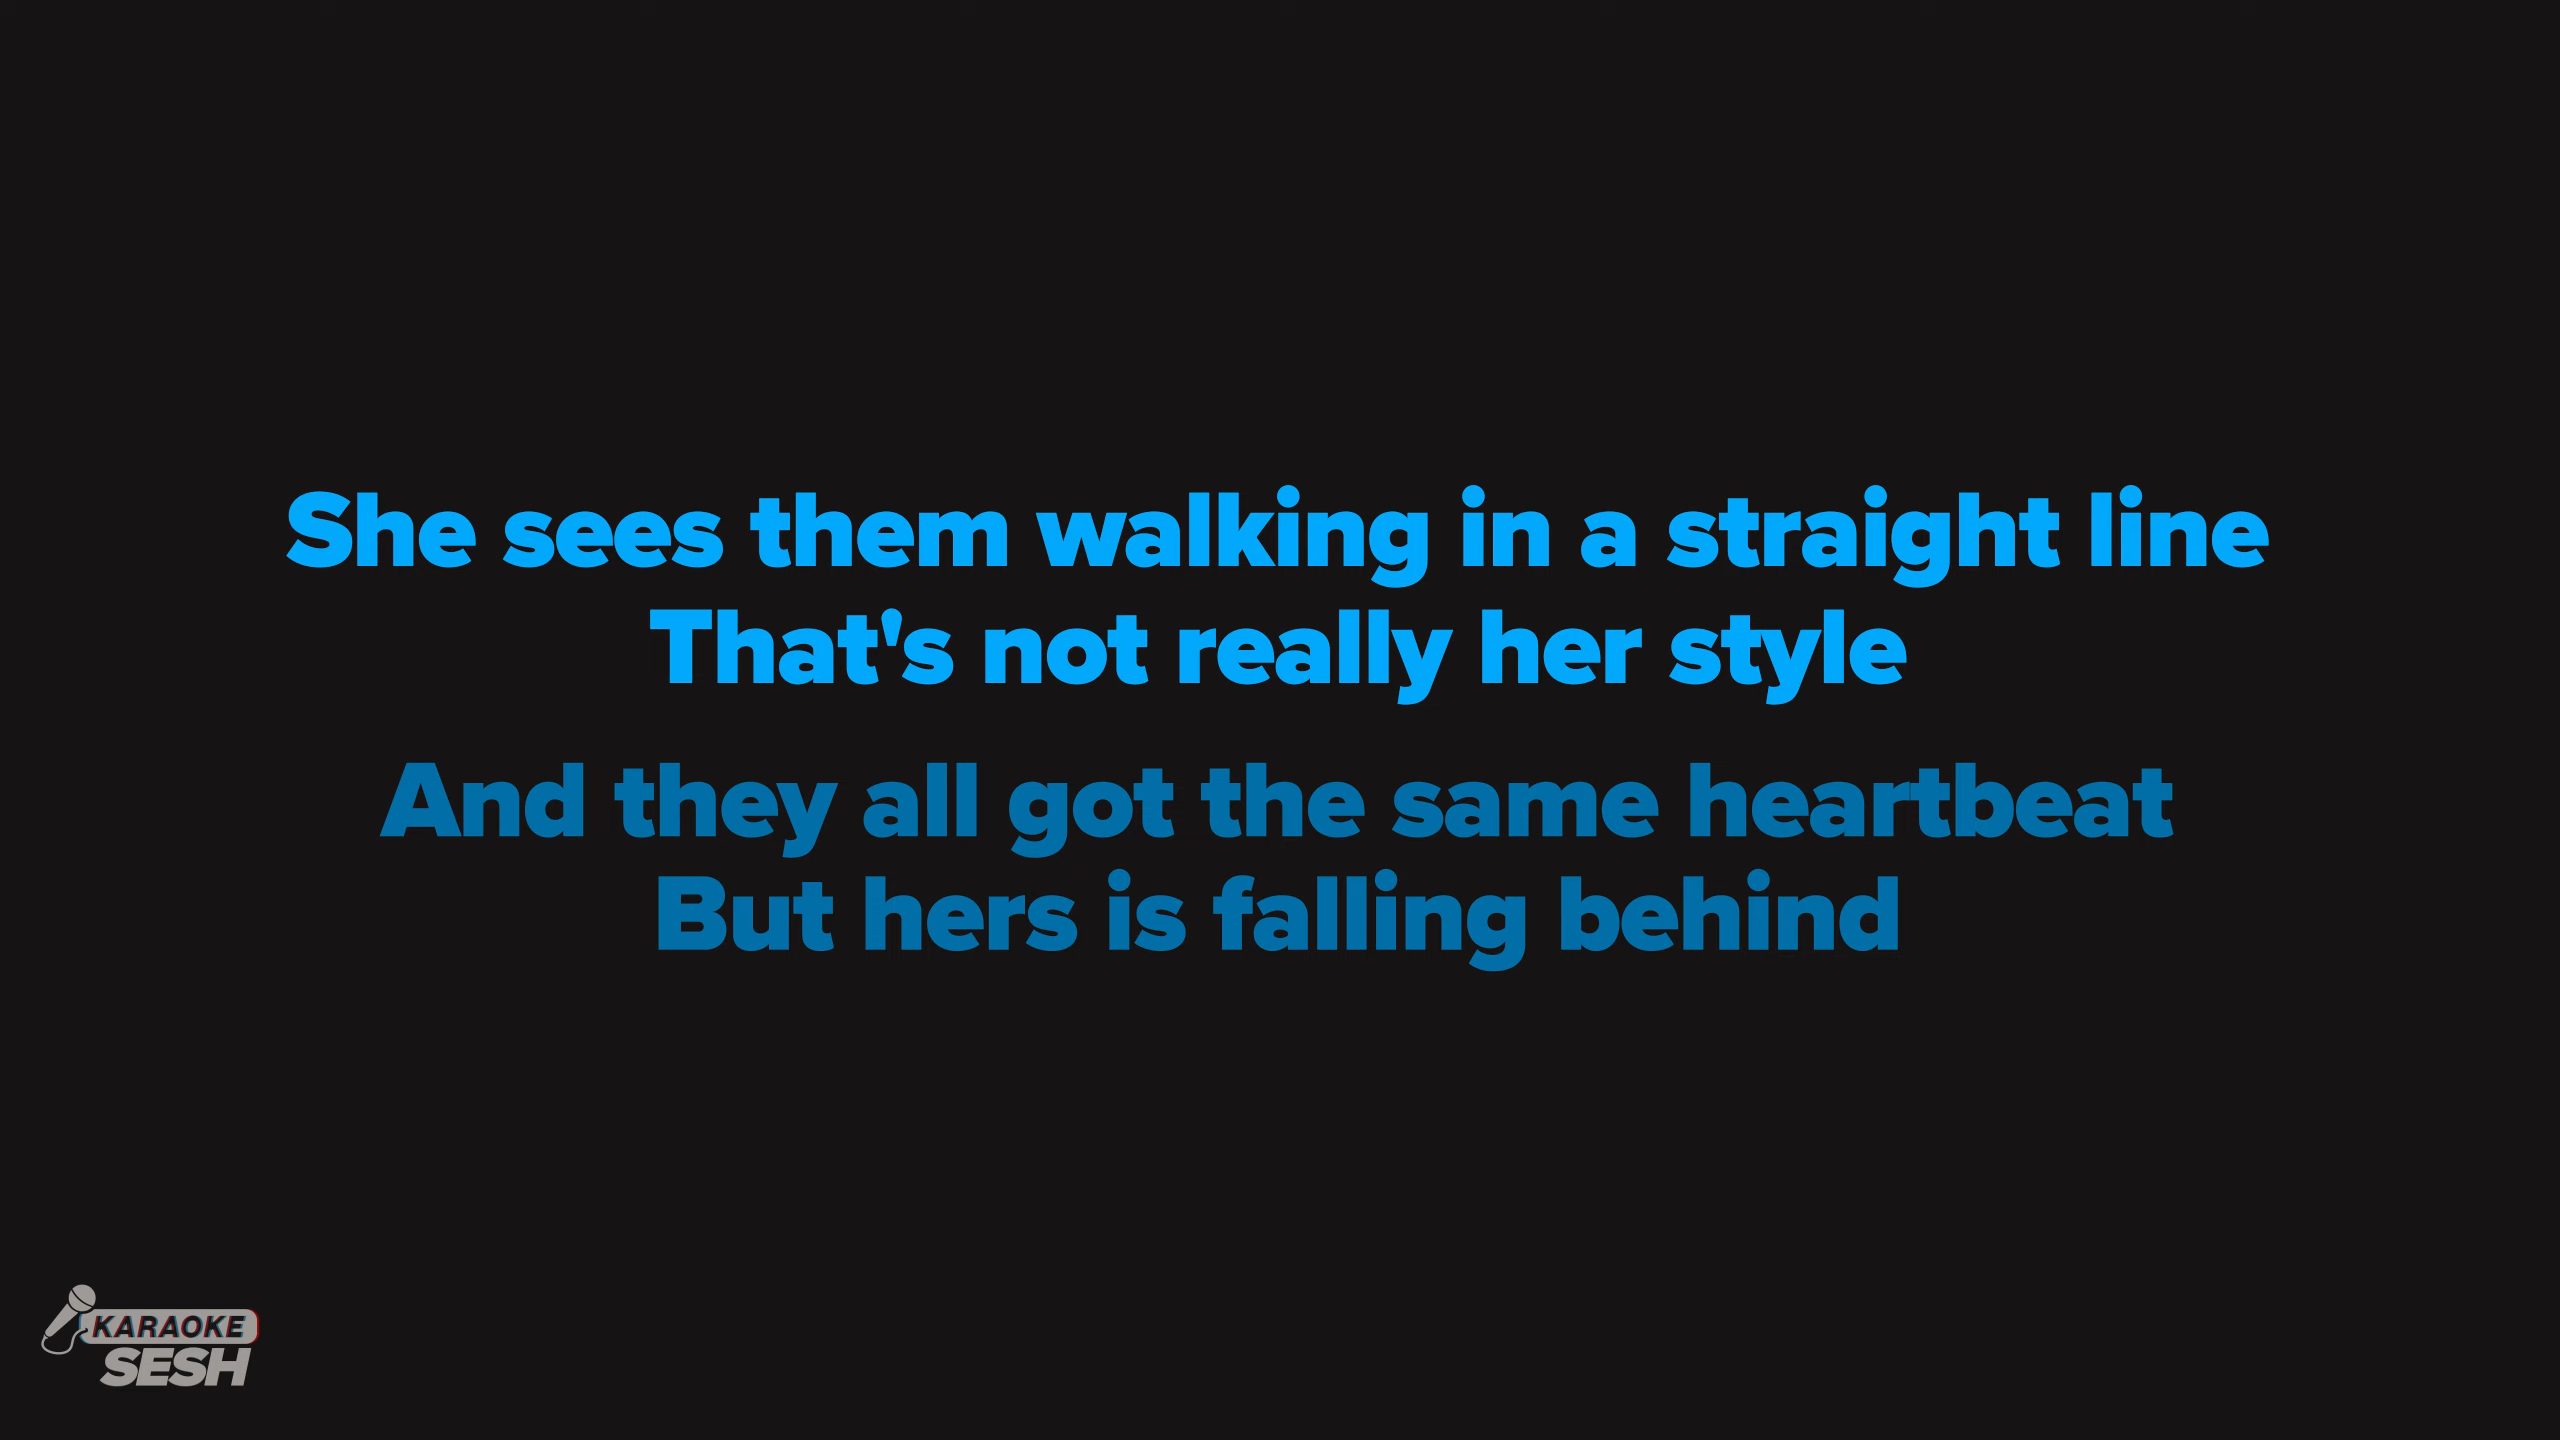 She sees them walking in a straight line
That's not really her style
And they all got the same heartbeat
But hers is falling behind
KARAOKE
SESH